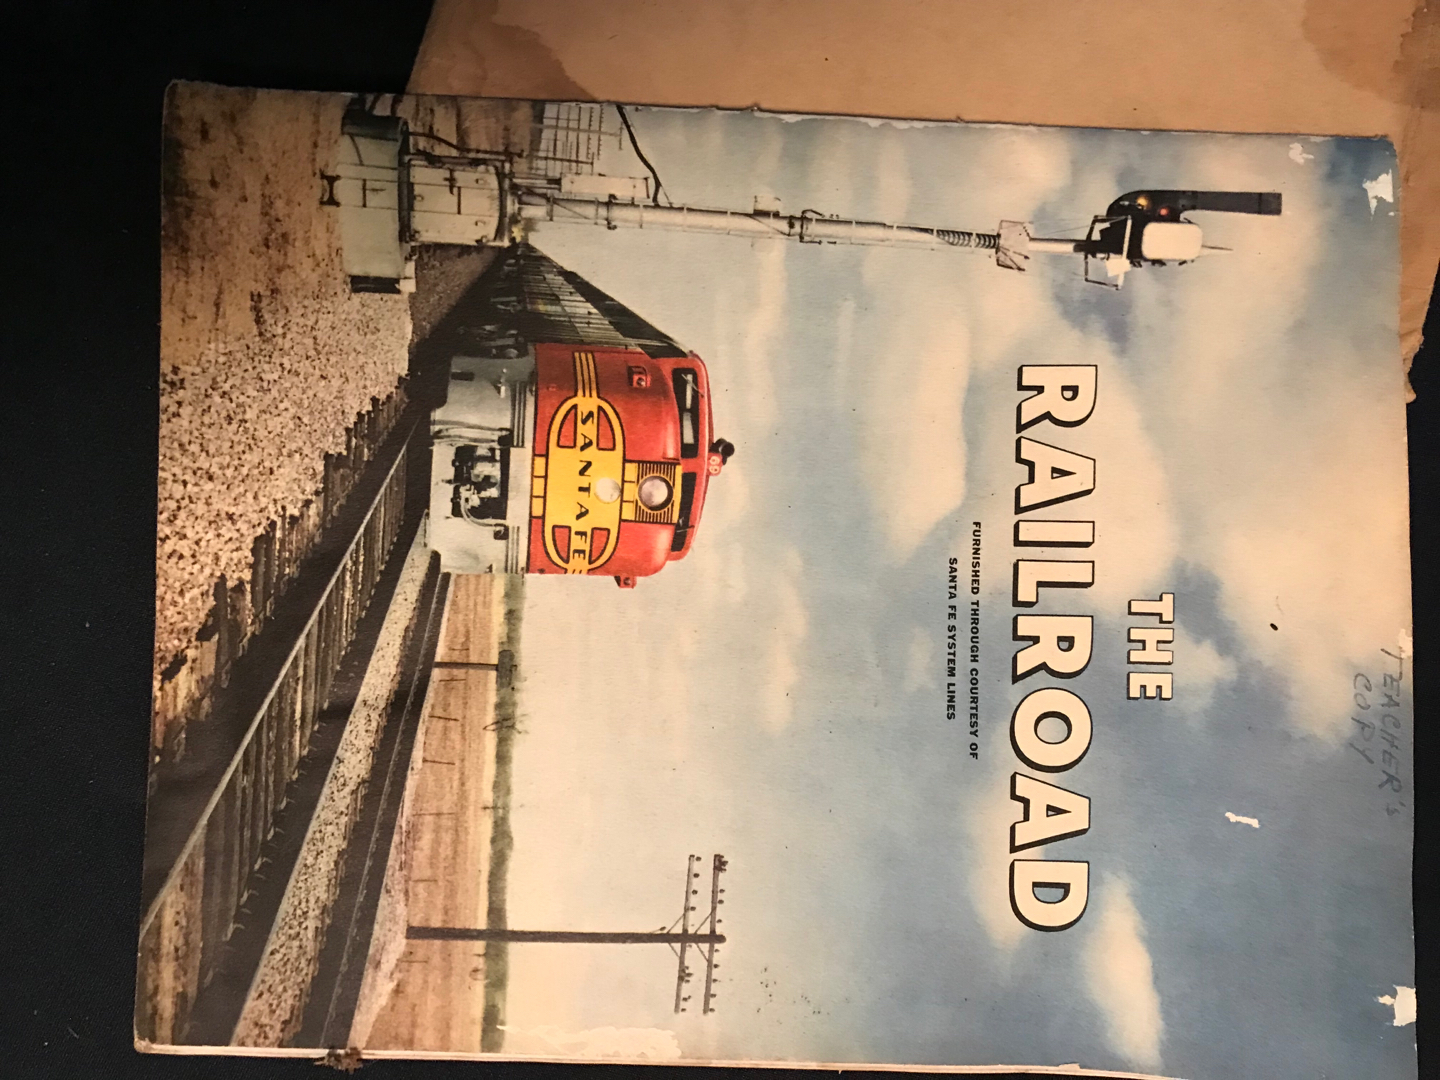 TEACHER'S
COPY
THE
RAILROAD
FURNISHED THROUGH COURTESY OF
SANTA FE SYSTEM LINES
SANTA FE